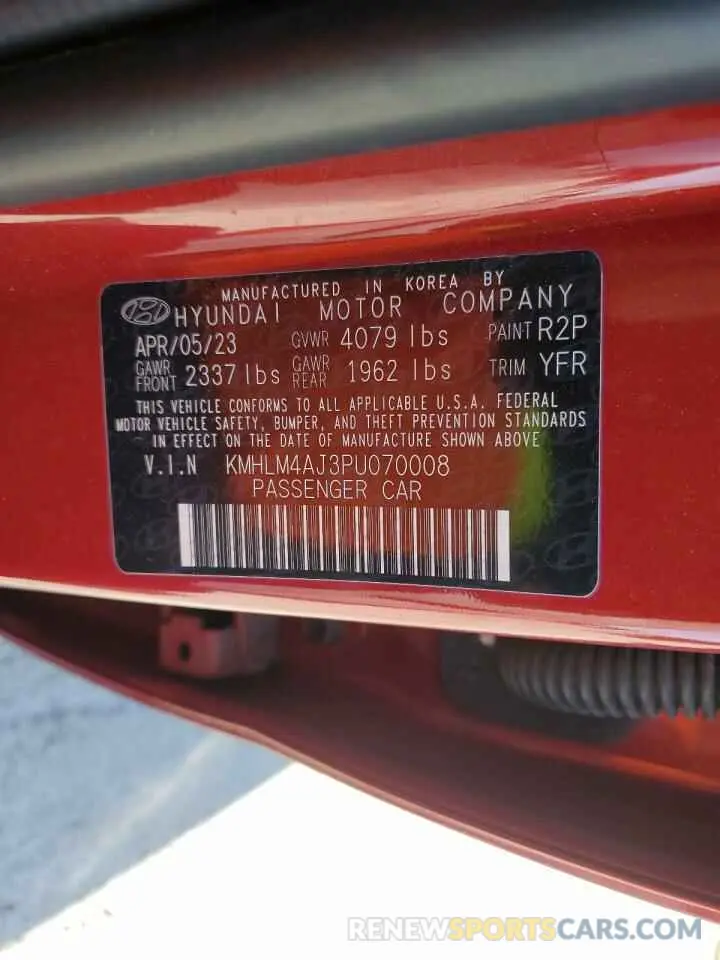 MANUFACTURED IN KOREA BY
HYUNDAI MOTOR COMPANY
APR/05/23 GVWR 4079 lbs PAINT R2P
GAWR FRONT 2337 lbs GAWR REAR 1962 lbs TRIM YFR
THIS VEHICLE CONFORMS TO ALL APPLICABLE U.S.A. FEDERAL
MOTOR VEHICLE SAFETY, BUMPER, AND THEFT PREVENTION STANDARDS
IN EFFECT ON THE DATE OF MANUFACTURE SHOWN ABOVE
V.I.N KMHLM4AJ3PU070008
PASSENGER CAR
RENEWSPORTSCARS.COM